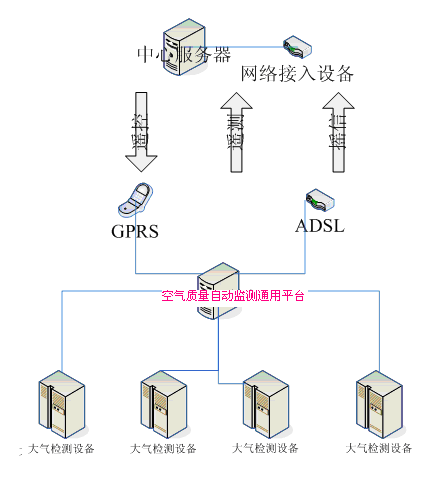 中心服务器
网络接入设备
遥控
遥测
摇信
GPRS
ADSL
空气质量自动监测通用平台
大气检测设备
大气检测设备
大气检测设备
大气检测设备